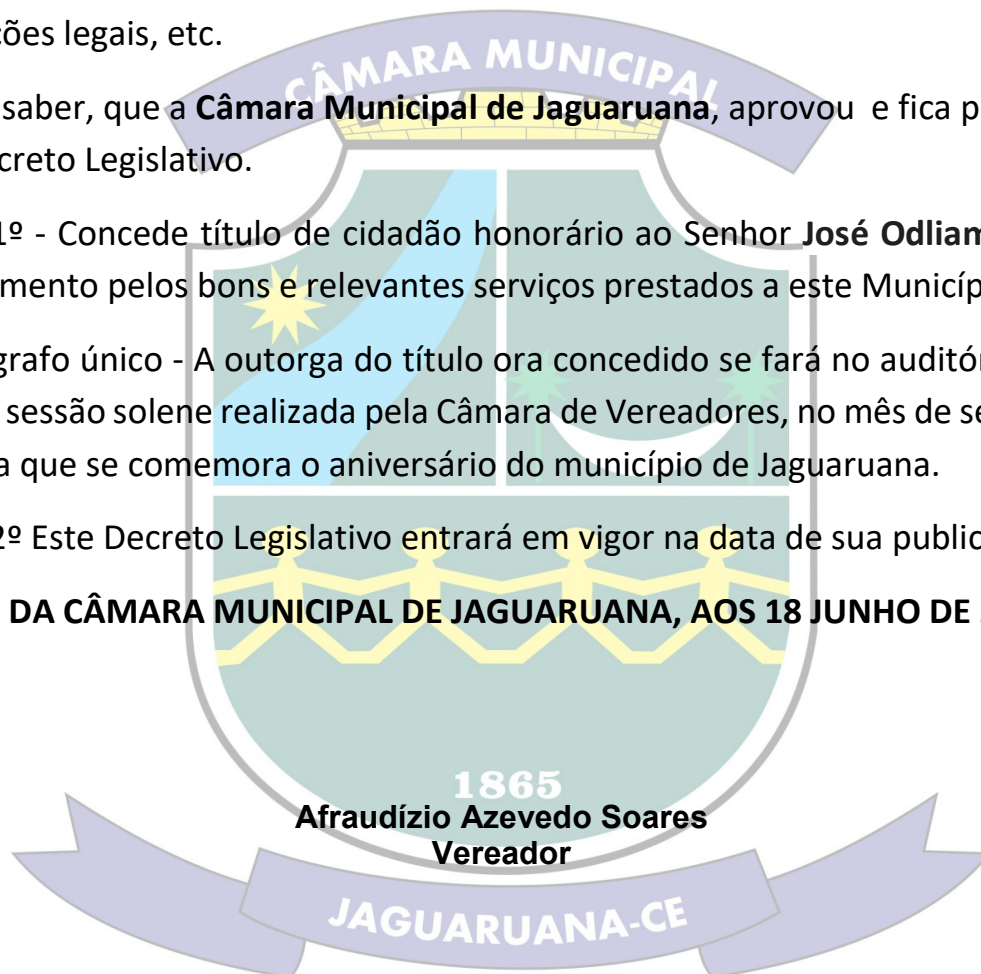 ções legais, etc.
CÂMARA MUNICIPAL
saber, que a Câmara Municipal de Jaguaruana, aprovou e fica p
creto Legislativo.
1º - Concede título de cidadão honorário ao Senhor José Odliam
mento pelos bons e relevantes serviços prestados a este Municíp
grafo único - A outorga do título ora concedido se fará no auditór
sessão solene realizada pela Câmara de Vereadores, no mês de se
a que se comemora o aniversário do município de Jaguaruana.
2º Este Decreto Legislativo entrará em vigor na data de sua public
DA CÂMARA MUNICIPAL DE JAGUARUANA, AOS 18 JUNHO DE
1865
Afraudízio Azevedo Soares
Vereador
JAGUARUANA-CE